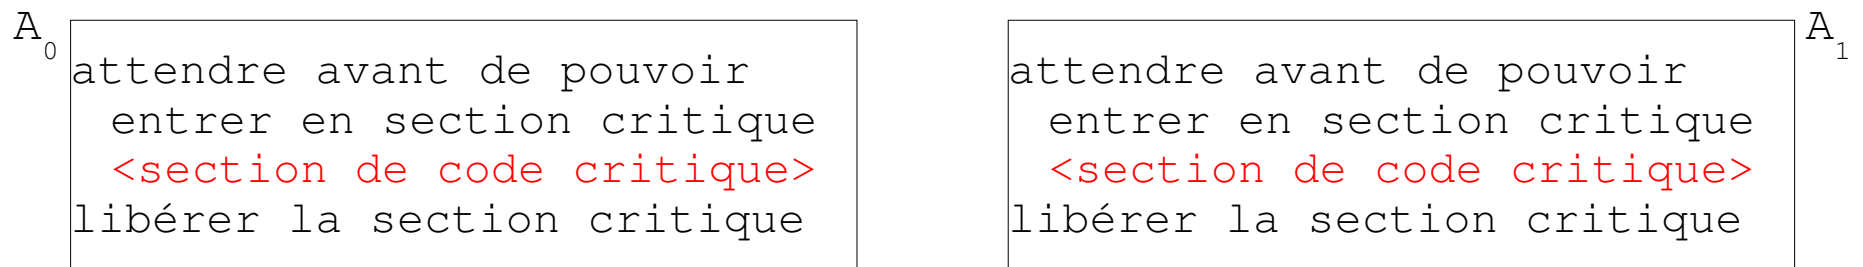 A0
attendre avant de pouvoir
entrer en section critique
<section de code critique>
libérer la section critique
A1
attendre avant de pouvoir
entrer en section critique
<section de code critique>
libérer la section critique